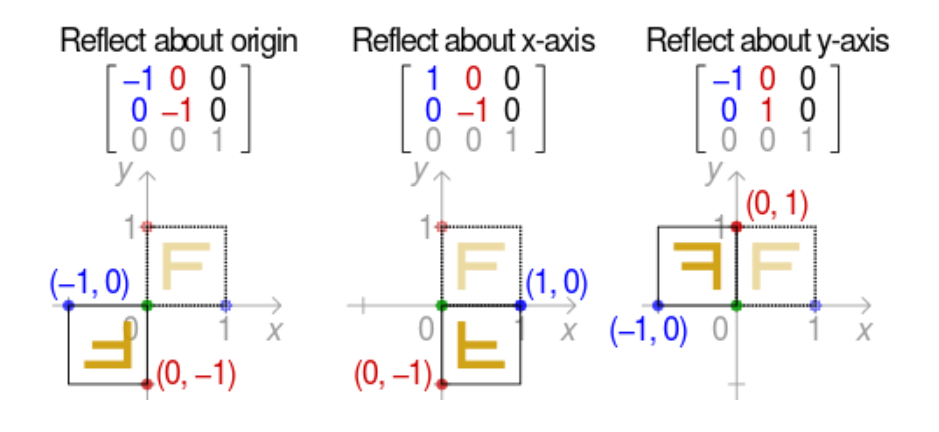 Reflect about origin
−1 0 0
0 −1 0
0 0 1
y
1
F
(−1, 0)
0 1 x
F
(0, −1)
Reflect about x-axis
1 0 0
0 −1 0
0 0 1
y
1
F
(1, 0)
0 1 x
F
(0, −1)
Reflect about y-axis
−1 0 0
0 1 0
0 0 1
y
(0, 1)
1
F F
(−1, 0) 0 1 x